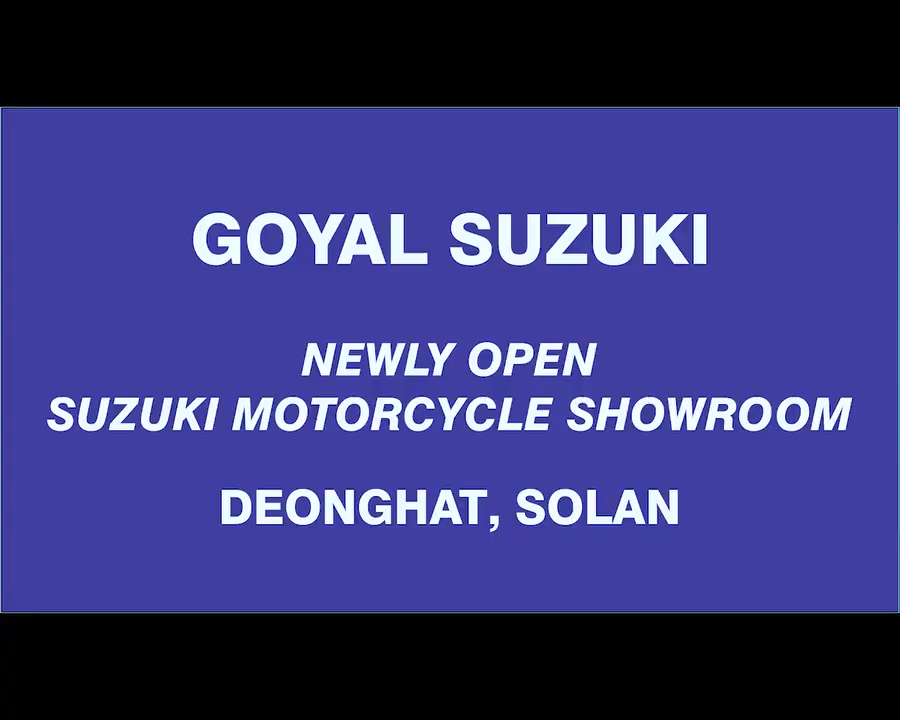 GOYAL SUZUKI
NEWLY OPEN
SUZUKI MOTORCYCLE SHOWROOM
DEONGHAT, SOLAN